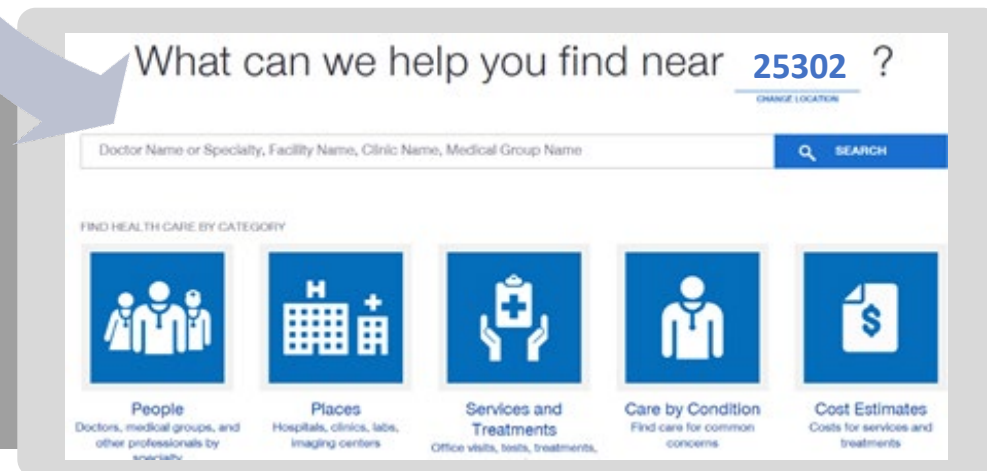 What can we help you find near 25302 ?
CHANGE LOCATION
Doctor Name or Specialty, Facility Name, Clinic Name, Medical Group Name
SEARCH
FIND HEALTH CARE BY CATEGORY
H
$
People
Doctors, medical groups, and
other professionals by
specialty
Places
Hospitals, clinics, labs,
imaging centers
Services and
Treatments
Office visits, tests, treatments,
Care by Condition
Find care for common
concerns
Cost Estimates
Costs for services and
treatments